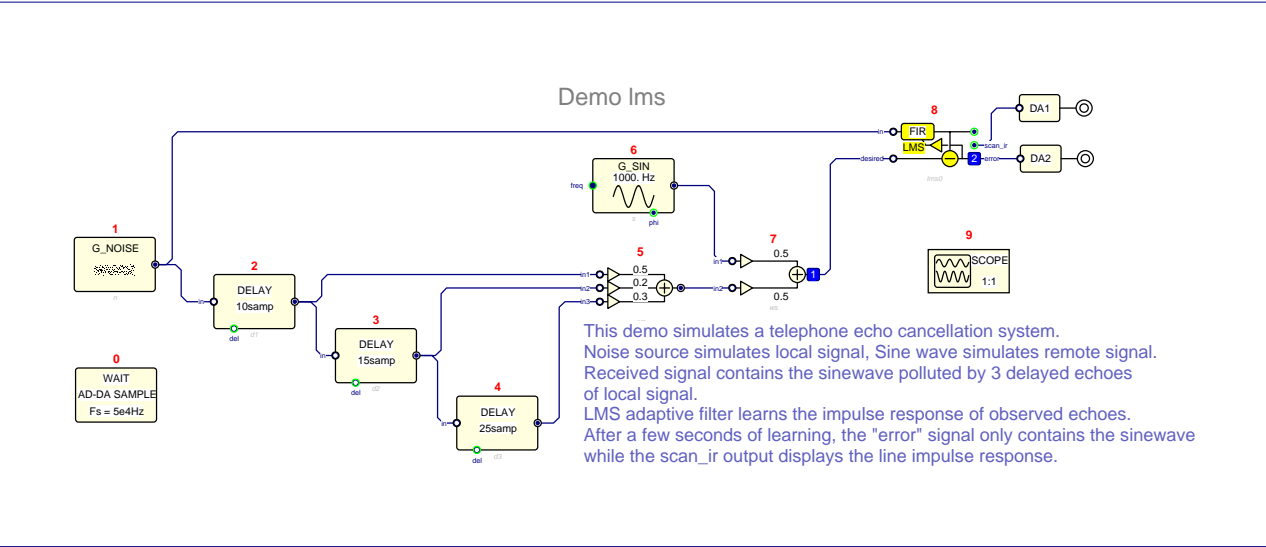 Demo lms
8
FIR
in
LMS
scan_ir
desired
2
error
lms0
DA1
DA2
6
G_SIN
1000. Hz
freq
phi
s
1
G_NOISE
n
2
DELAY
10samp
in
del
d1
3
DELAY
15samp
in
del
d2
4
DELAY
25samp
in
del
d3
5
in1
0.5
in2
0.2
in3
0.3
7
0.5
in1
in2
0.5
1
9
SCOPE
1:1
0
WAIT
AD-DA SAMPLE
Fs = 5e4Hz
This demo simulates a telephone echo cancellation system.
Noise source simulates local signal, Sine wave simulates remote signal.
Received signal contains the sinewave polluted by 3 delayed echoes
of local signal.
LMS adaptive filter learns the impulse response of observed echoes.
After a few seconds of learning, the "error" signal only contains the sinewave
while the scan_ir output displays the line impulse response.